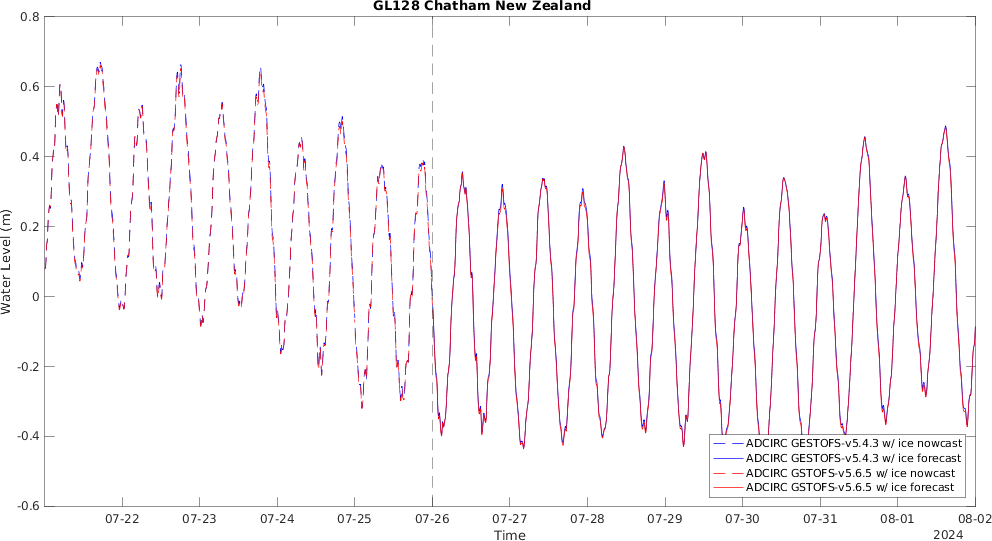 GL128 Chatham New Zealand
Water Level (m)
0.8
0.6
0.4
0.2
0
-0.2
-0.4
-0.6
ADCIRC GESTOFS-v5.4.3 w/ ice nowcast
ADCIRC GESTOFS-v5.4.3 w/ ice forecast
ADCIRC GSTOFS-v5.6.5 w/ ice nowcast
ADCIRC GSTOFS-v5.6.5 w/ ice forecast
07-22 07-23 07-24 07-25 07-26 07-27 07-28 07-29 07-30 07-31 08-01 08-02
Time
2024